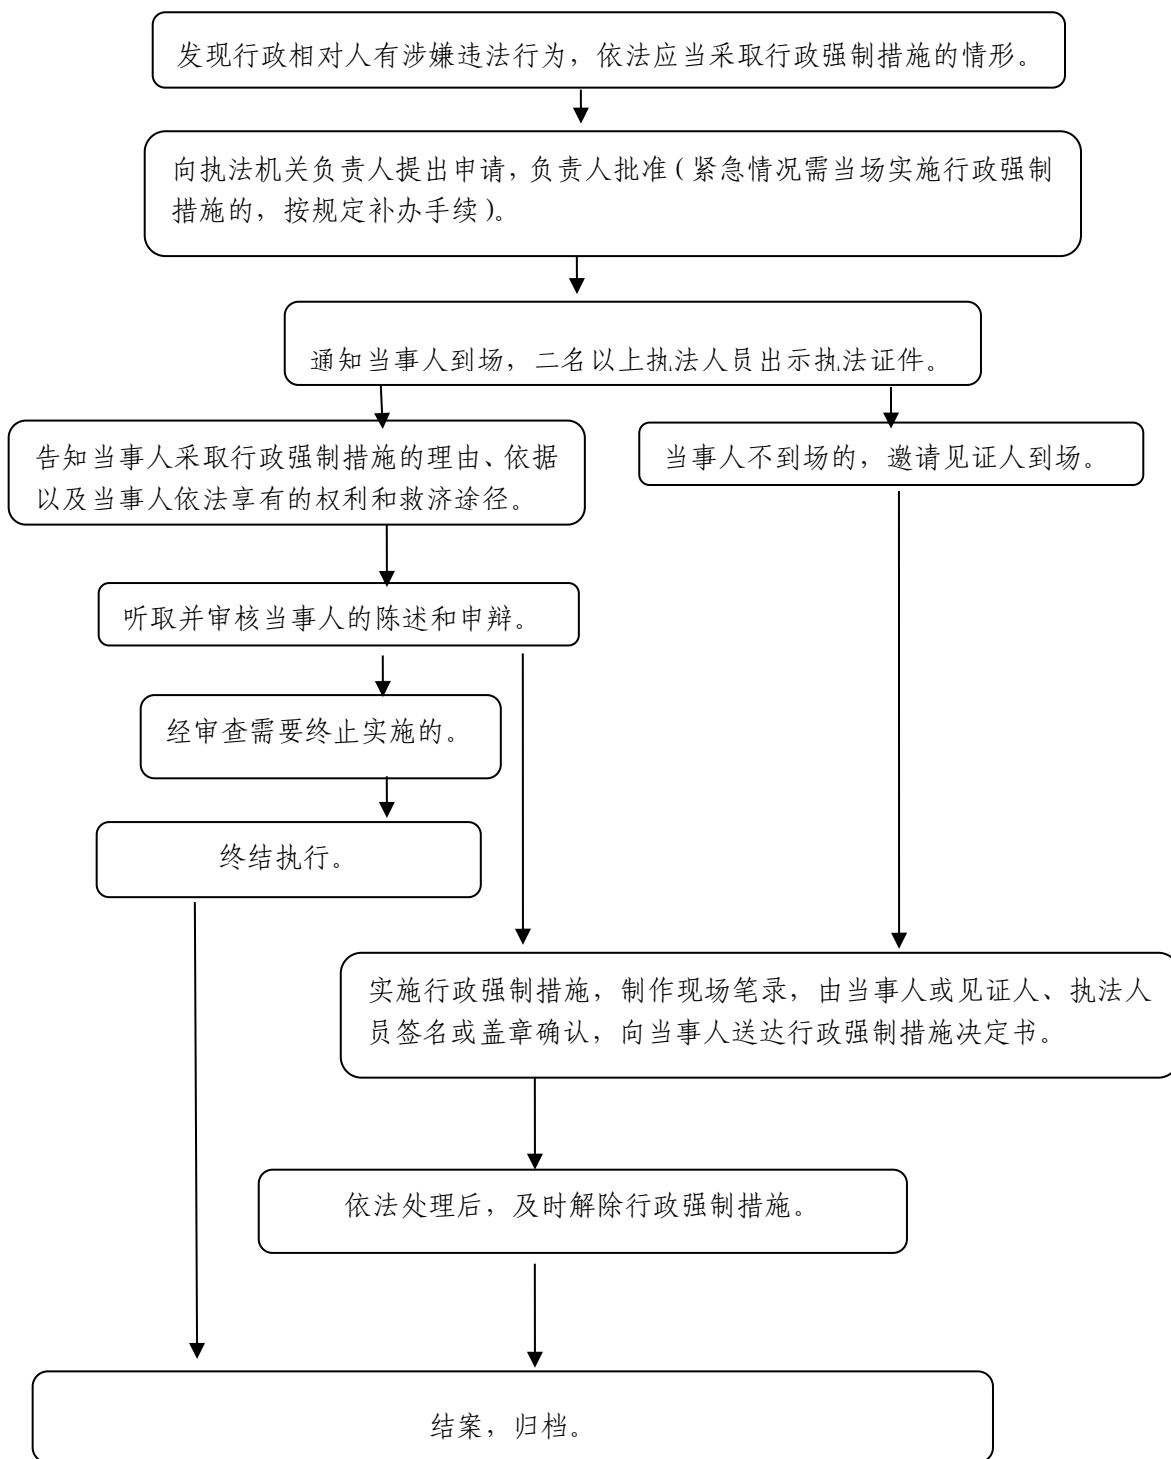 发现行政相对人有涉嫌违法行为，依法应当采取行政强制措施的情形。
向执法机关负责人提出申请，负责人批准（紧急情况需当场实施行政强制
措施的，按规定补办手续）。
通知当事人到场，二名以上执法人员出示执法证件。
告知当事人采取行政强制措施的理由、依据
以及当事人依法享有的权利和救济途径。
当事人不到场的，邀请见证人到场。
听取并审核当事人的陈述和申辩。
经审查需要终止实施的。
终结执行。
实施行政强制措施，制作现场笔录，由当事人或见证人、执法人
员签名或盖章确认，向当事人送达行政强制措施决定书。
依法处理后，及时解除行政强制措施。
结案，归档。